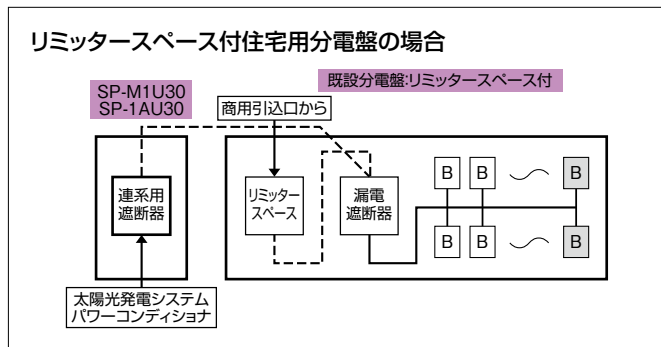 リミッタースペース付住宅用分電盤の場合
SP-M1U30
SP-1AU30
既設分電盤:リミッタースペース付
商用引込口から
連系用
遮断器
リミッター
スペース
漏電
遮断器
B B B
B B B
太陽光発電システム
パワーコンディショナ